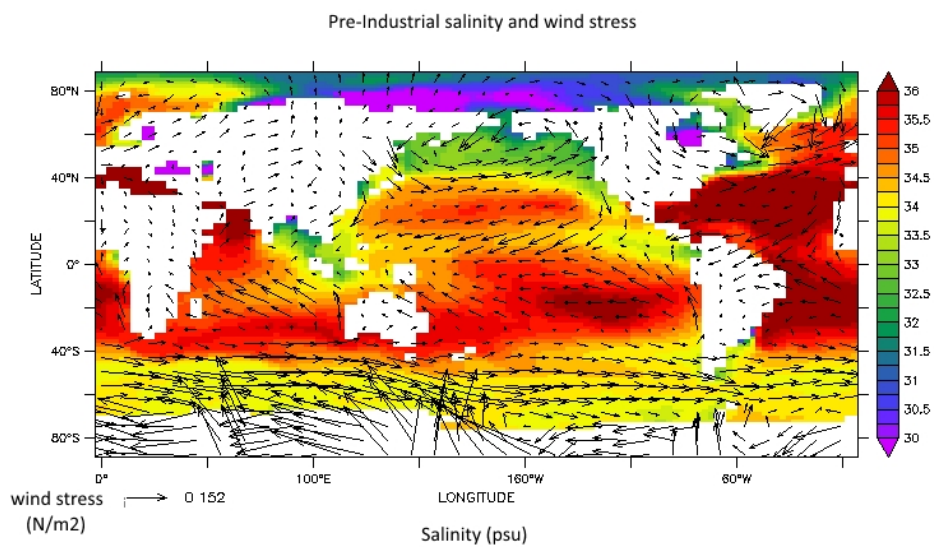 Pre-Industrial salinity and wind stress
80°N
40°N
0°
40°S
80°S
LATITUDE
36
35.5
35
34.5
34
33.5
33
32.5
32
31.5
31
30.5
30
0°
100°E
160°W
60°W
LONGITUDE
wind stress
(N/m2)
0 152
Salinity (psu)